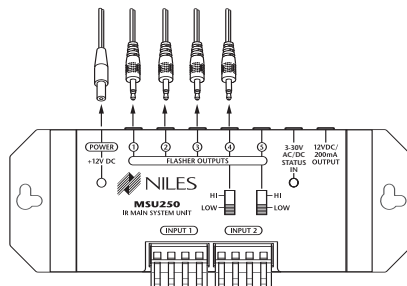 POWER
+12V DC
1 2 3 4 5
FLASHER OUTPUTS
3-30V
AC/DC
STATUS
IN
12VDC/
200mA
OUTPUT
NILES
MSU250
IR MAIN SYSTEM UNIT
HI
LOW
HI
LOW
INPUT 1
INPUT 2